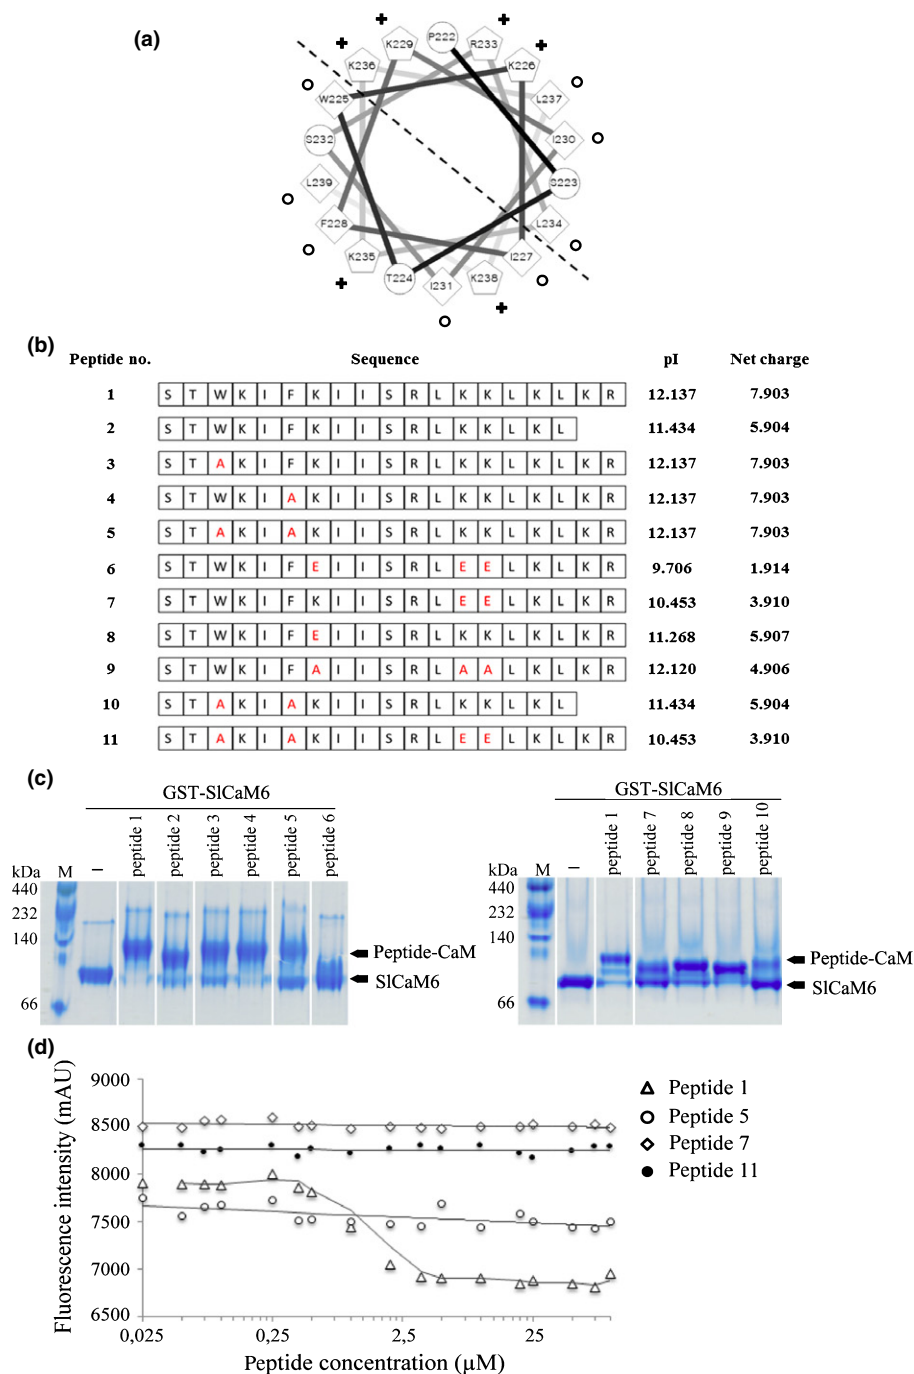 (a)
P222
K229
R233
K236
K226
W225
L237
S232
I230
L239
S223
F228
L234
K235
I227
T224
K238
I231
(b)
Peptide no. Sequence pI Net charge
1 S T W K I F K I I S R L K K L K L K R 12.137 7.903
2 S T W K I F K I I S R L K K L K L 11.434 5.904
3 S T A K I F K I I S R L K K L K L K R 12.137 7.903
4 S T W K I A K I I S R L K K L K L K R 12.137 7.903
5 S T A K I A K I I S R L K K L K L K R 12.137 7.903
6 S T W K I F E I I S R L E E L K L K R 9.706 1.914
7 S T W K I F K I I S R L E E L K L K R 10.453 3.910
8 S T W K I F E I I S R L K K L K L K R 11.268 5.907
9 S T W K I F A I I S R L A A L K L K R 12.120 4.906
10 S T A K I A K I I S R L K K L K L 11.434 5.904
11 S T A K I A K I I S R L E E L K L K R 10.453 3.910
(c)
GST-SlCaM6
kDa M – peptide 1 peptide 2 peptide 3 peptide 4 peptide 5 peptide 6
440
232
140
66
Peptide-CaM
SlCaM6
GST-SlCaM6
kDa M – peptide 1 peptide 7 peptide 8 peptide 9 peptide 10
440
232
140
66
Peptide-CaM
SlCaM6
(d)
Fluorescence intensity (mAU)
9000
8500
8000
7500
7000
6500
0,025 0,25 2,5 25
Peptide concentration (µM)
Peptide 1
Peptide 5
Peptide 7
Peptide 11